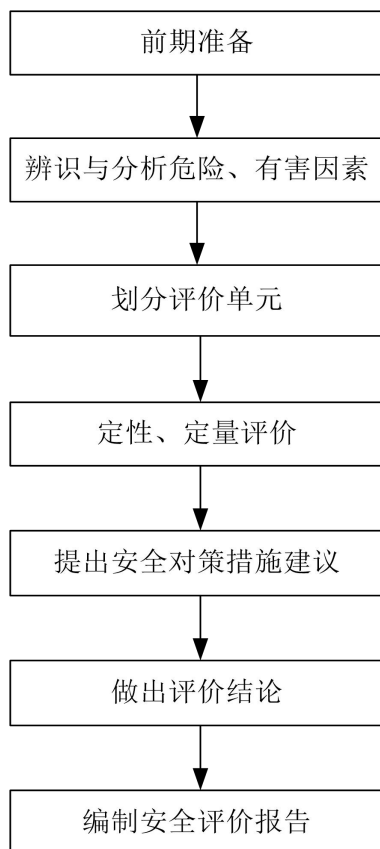 前期准备
辨识与分析危险、有害因素
划分评价单元
定性、定量评价
提出安全对策措施建议
做出评价结论
编制安全评价报告